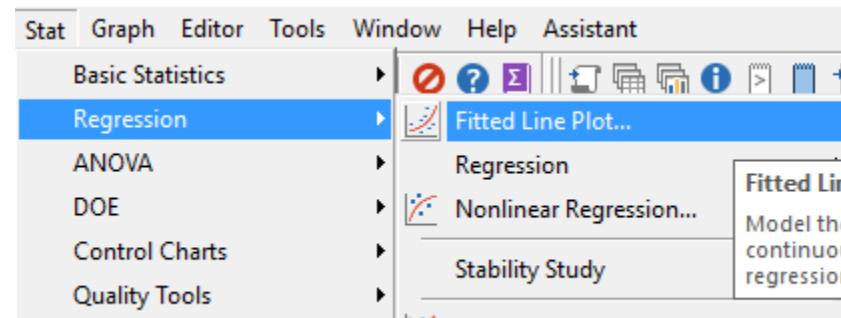 Stat Graph Editor Tools Window Help Assistant
Basic Statistics
Regression
ANOVA
DOE
Control Charts
Quality Tools
Fitted Line Plot...
Regression
Nonlinear Regression...
Stability Study
Fitted Li
Model th
continuo
regressio